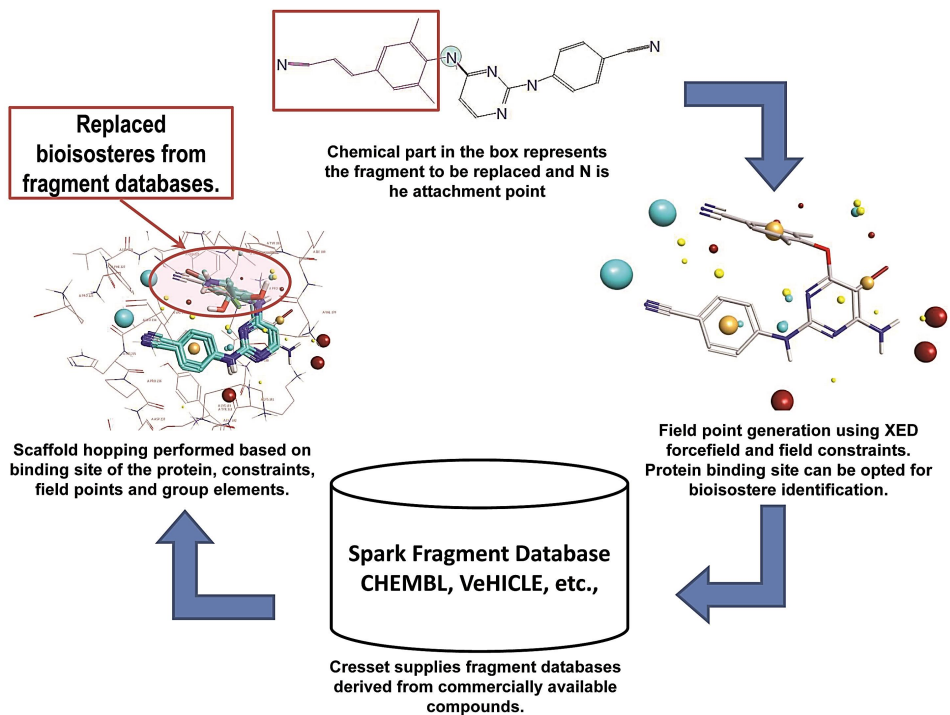 N
N
N
N
N
N
Chemical part in the box represents
the fragment to be replaced and N is
he attachment point
Replaced
bioisosteres from
fragment databases.
Scaffold hopping performed based on
binding site of the protein, constraints,
field points and group elements.
Field point generation using XED
forcefield and field constraints.
Protein binding site can be opted for
bioisostere identification.
Spark Fragment Database
CHEMBL, VeHICLE, etc.,
Cresset supplies fragment databases
derived from commercially available
compounds.